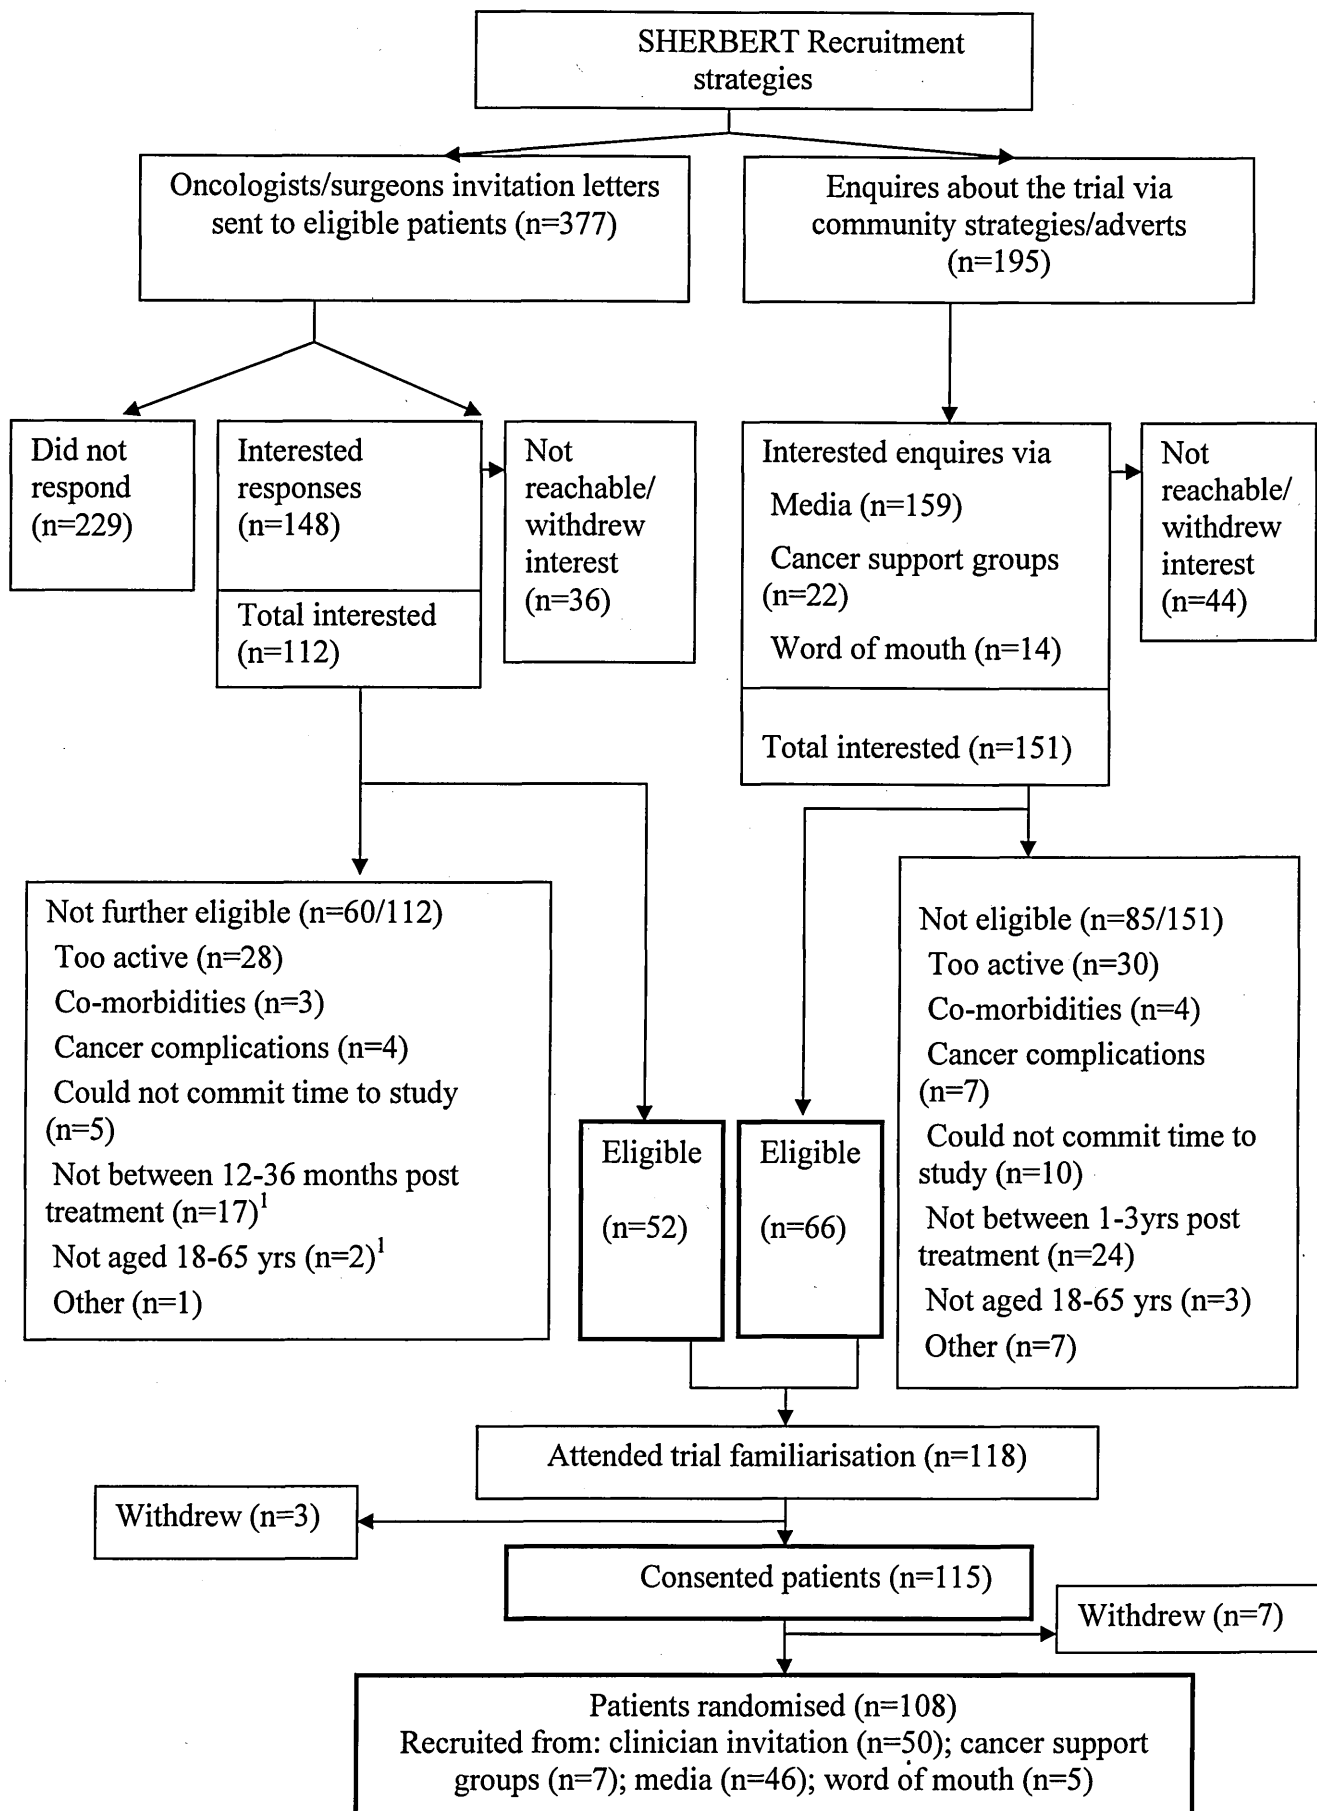 SHERBERT Recruitment
strategies
Oncologists/surgeons invitation letters
sent to eligible patients (n=377)
Enquires about the trial via
community strategies/adverts
(n=195)
Did not
respond
(n=229)
Interested
responses
(n=148)
Total interested
(n=112)
Not
reachable/
withdrew
interest
(n=36)
Interested enquires via
Media (n=159)
Cancer support groups
(n=22)
Word of mouth (n=14)
Total interested (n=151)
Not
reachable/
withdrew
interest
(n=44)
Not further eligible (n=60/112)
Too active (n=28)
Co-morbidities (n=3)
Cancer complications (n=4)
Could not commit time to study
(n=5)
Not between 12-36 months post
treatment (n=17)¹
Not aged 18-65 yrs (n=2)¹
Other (n=1)
Eligible
(n=52)
Eligible
(n=66)
Not eligible (n=85/151)
Too active (n=30)
Co-morbidities (n=4)
Cancer complications
(n=7)
Could not commit time to
study (n=10)
Not between 1-3yrs post
treatment (n=24)
Not aged 18-65 yrs (n=3)
Other (n=7)
Attended trial familiarisation (n=118)
Withdrew (n=3)
Consented patients (n=115)
Withdrew (n=7)
Patients randomised (n=108)
Recruited from: clinician invitation (n=50); cancer support
groups (n=7); media (n=46); word of mouth (n=5)